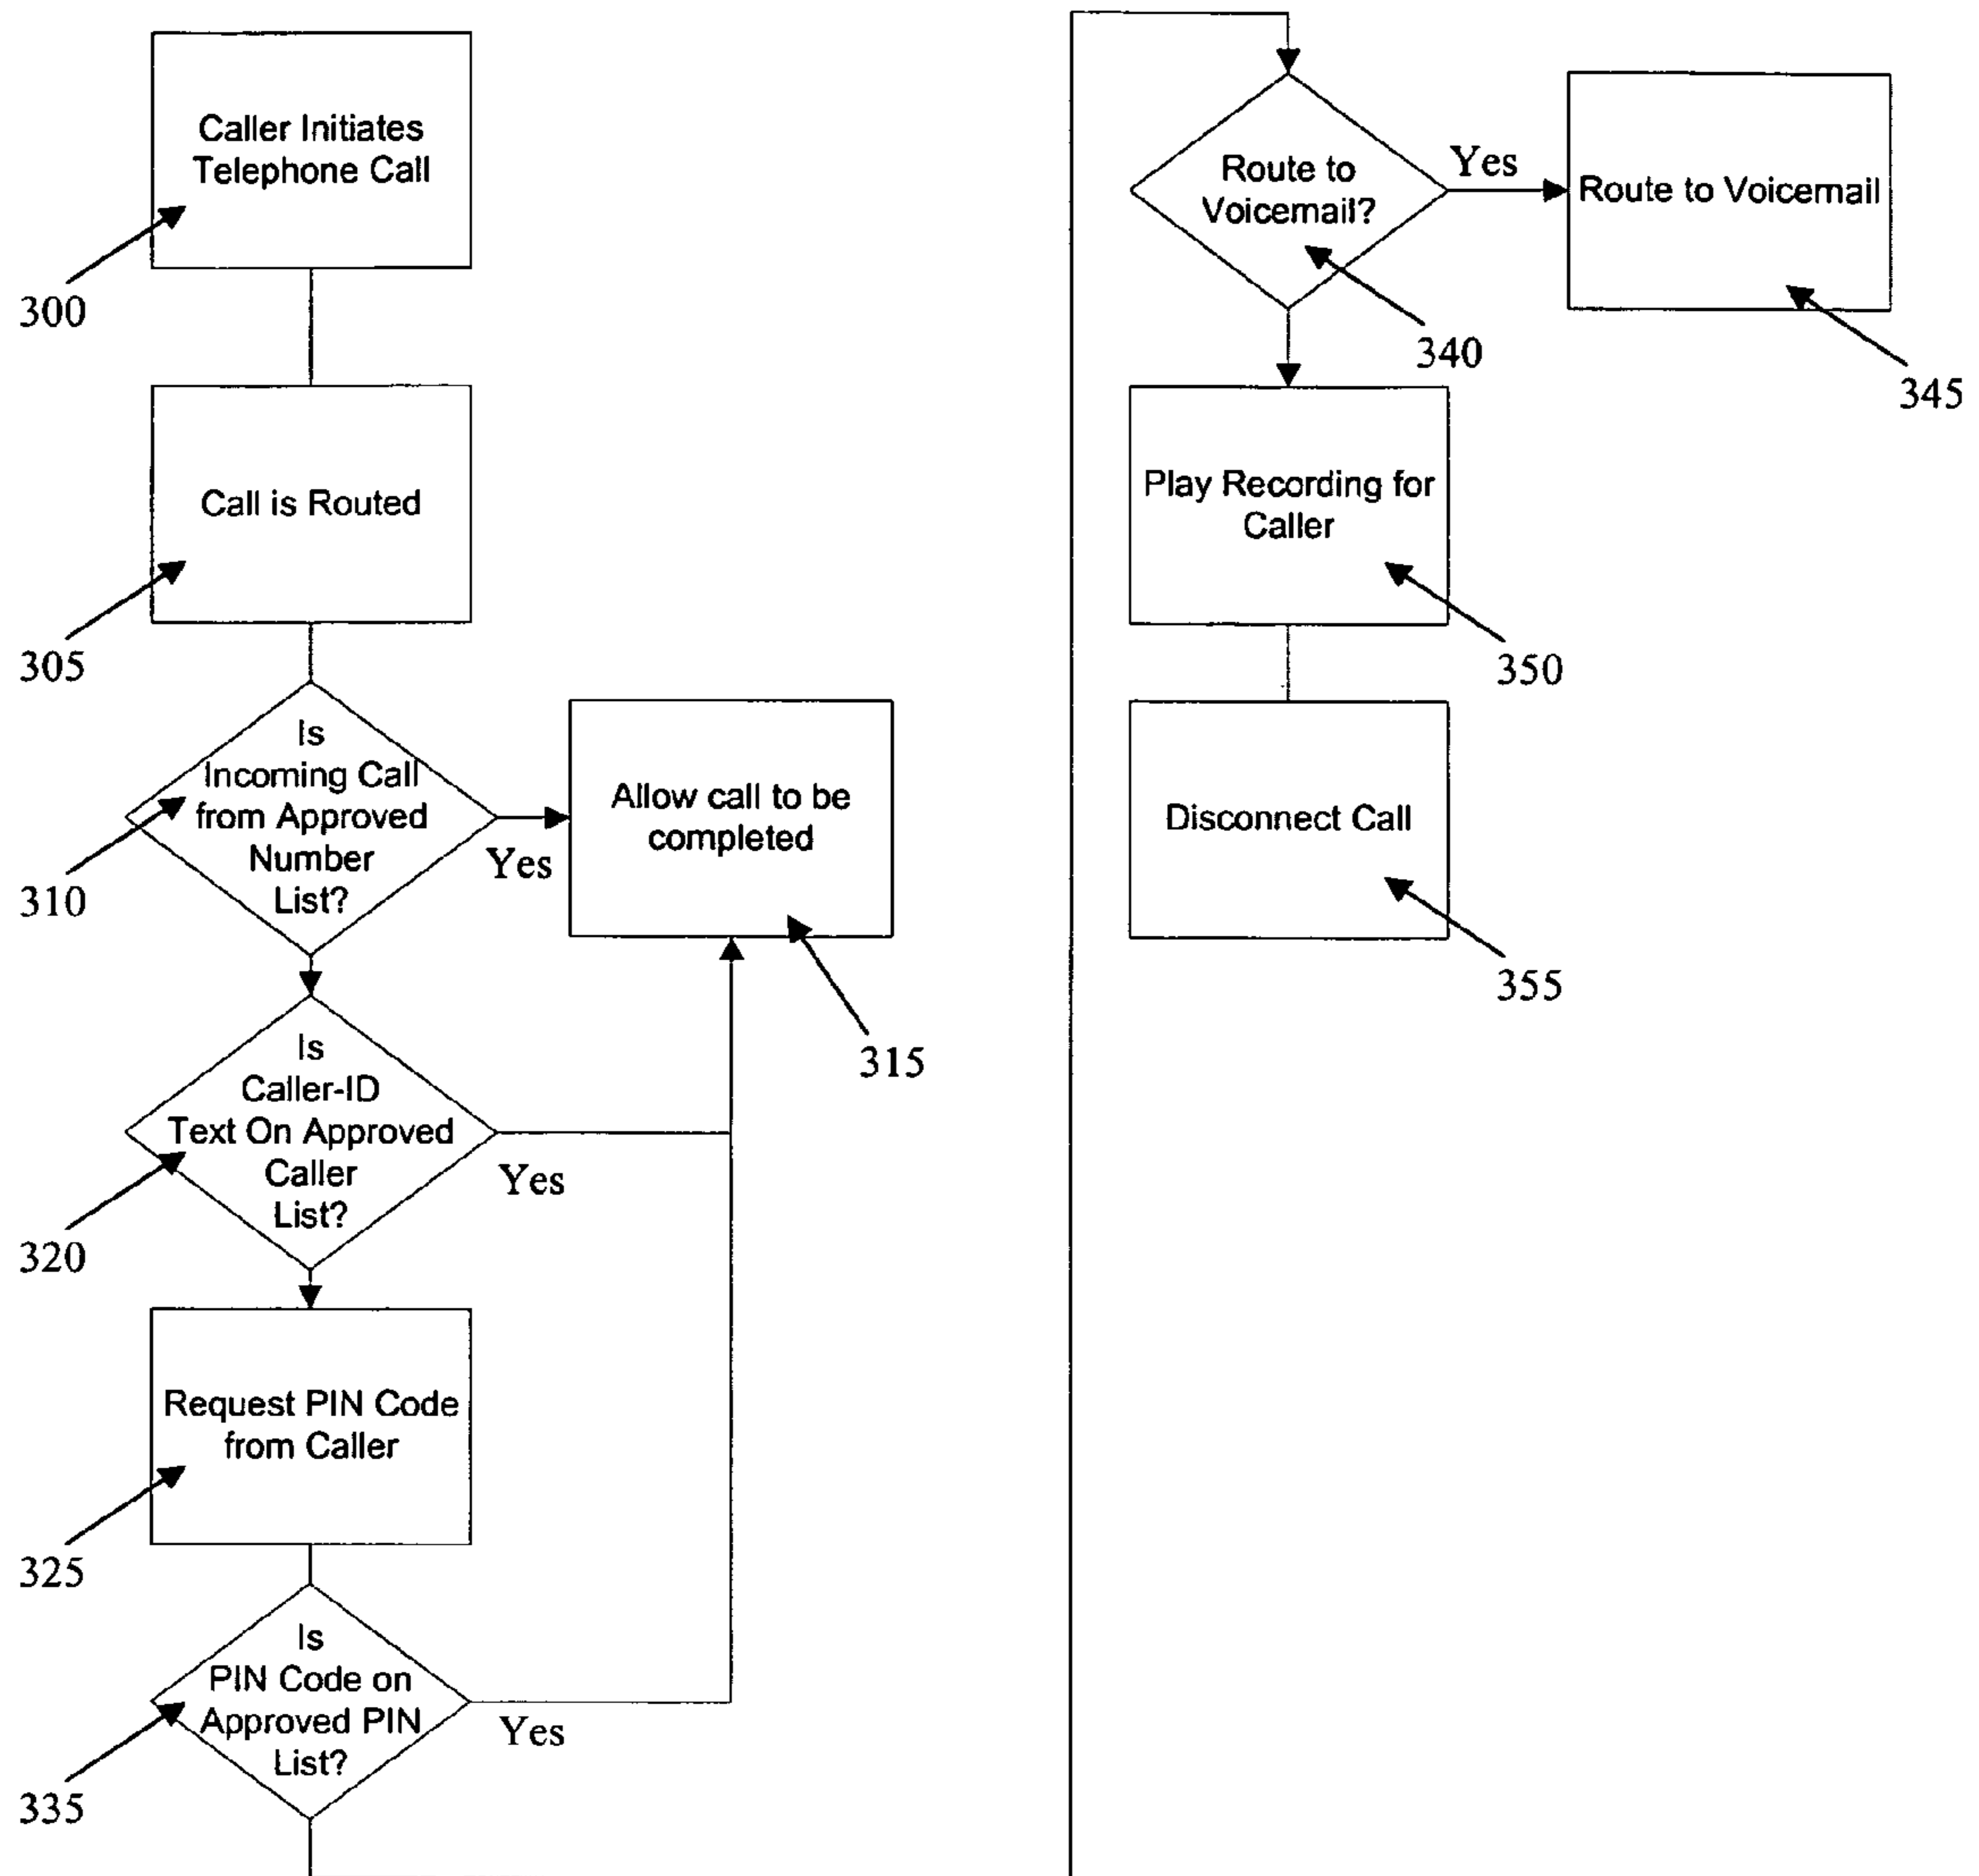 Caller Initiates
Telephone Call
300
Call is Routed
305
Is
Incoming Call
from Approved
Number
List?
310
Yes
Allow call to be
completed
315
Is
Caller-ID
Text On Approved
Caller
List?
320
Yes
Request PIN Code
from Caller
325
Is
PIN Code on
Approved PIN
List?
335
Yes
Route to
Voicemail?
340
Yes
Route to Voicemail
345
Play Recording for
Caller
350
Disconnect Call
355